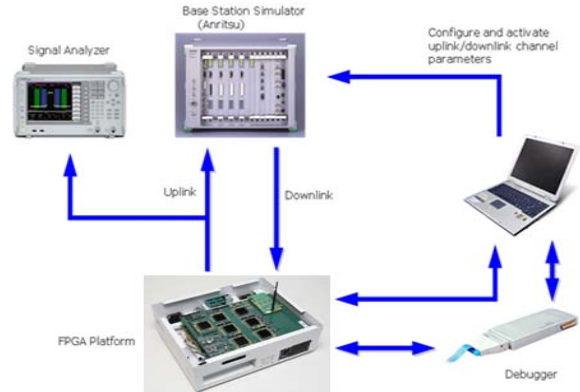 Base Station Simulator
(Anritsu)
Signal Analyzer
Configure and activate
uplink/downlink channel
parameters
Uplink
Downlink
FPGA Platform
Debugger